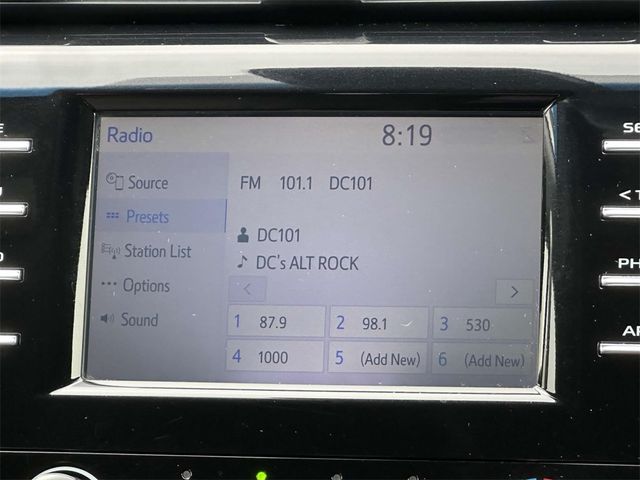 Radio 8:19
Source
FM 101.1 DC101
Presets
DC101
Station List
DC's ALT ROCK
Options
Sound
1 87.9 2 98.1 3 530
4 1000 5 (Add New) 6 (Add New)